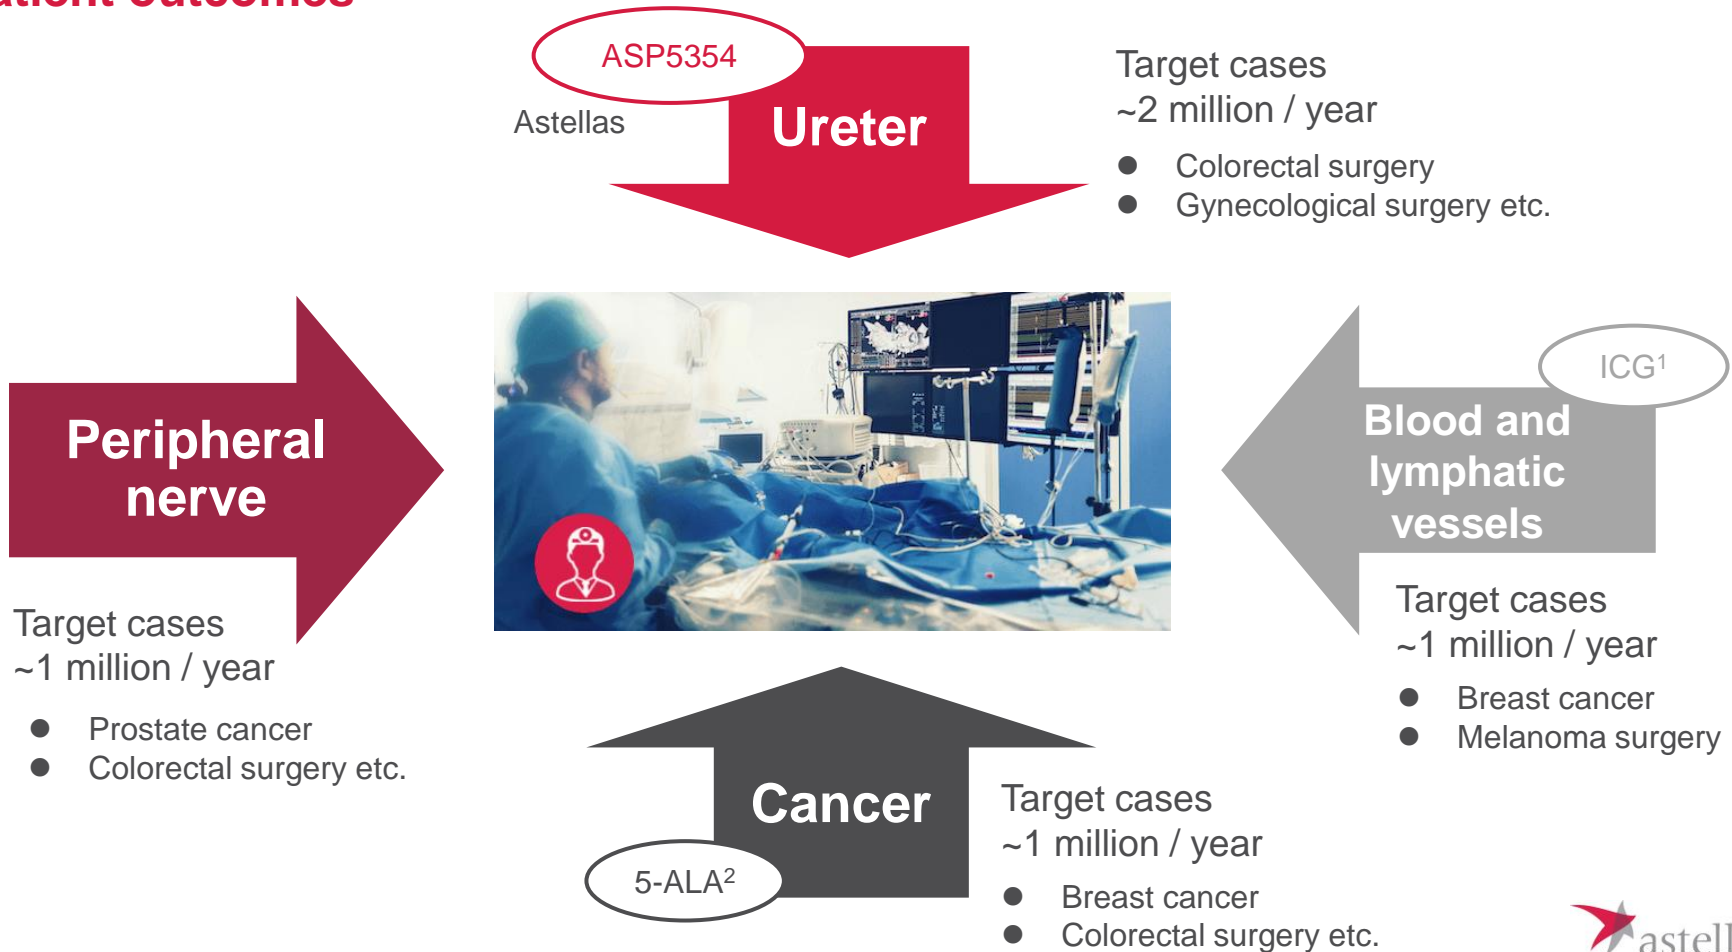 ASP5354
Astellas
Ureter
Target cases
~2 million / year
● Colorectal surgery
● Gynecological surgery etc.
Peripheral
nerve
Target cases
~1 million / year
● Prostate cancer
● Colorectal surgery etc.
ICG¹
Blood and
lymphatic
vessels
Target cases
~1 million / year
● Breast cancer
● Melanoma surgery
Cancer
5-ALA²
Target cases
~1 million / year
● Breast cancer
● Colorectal surgery etc.